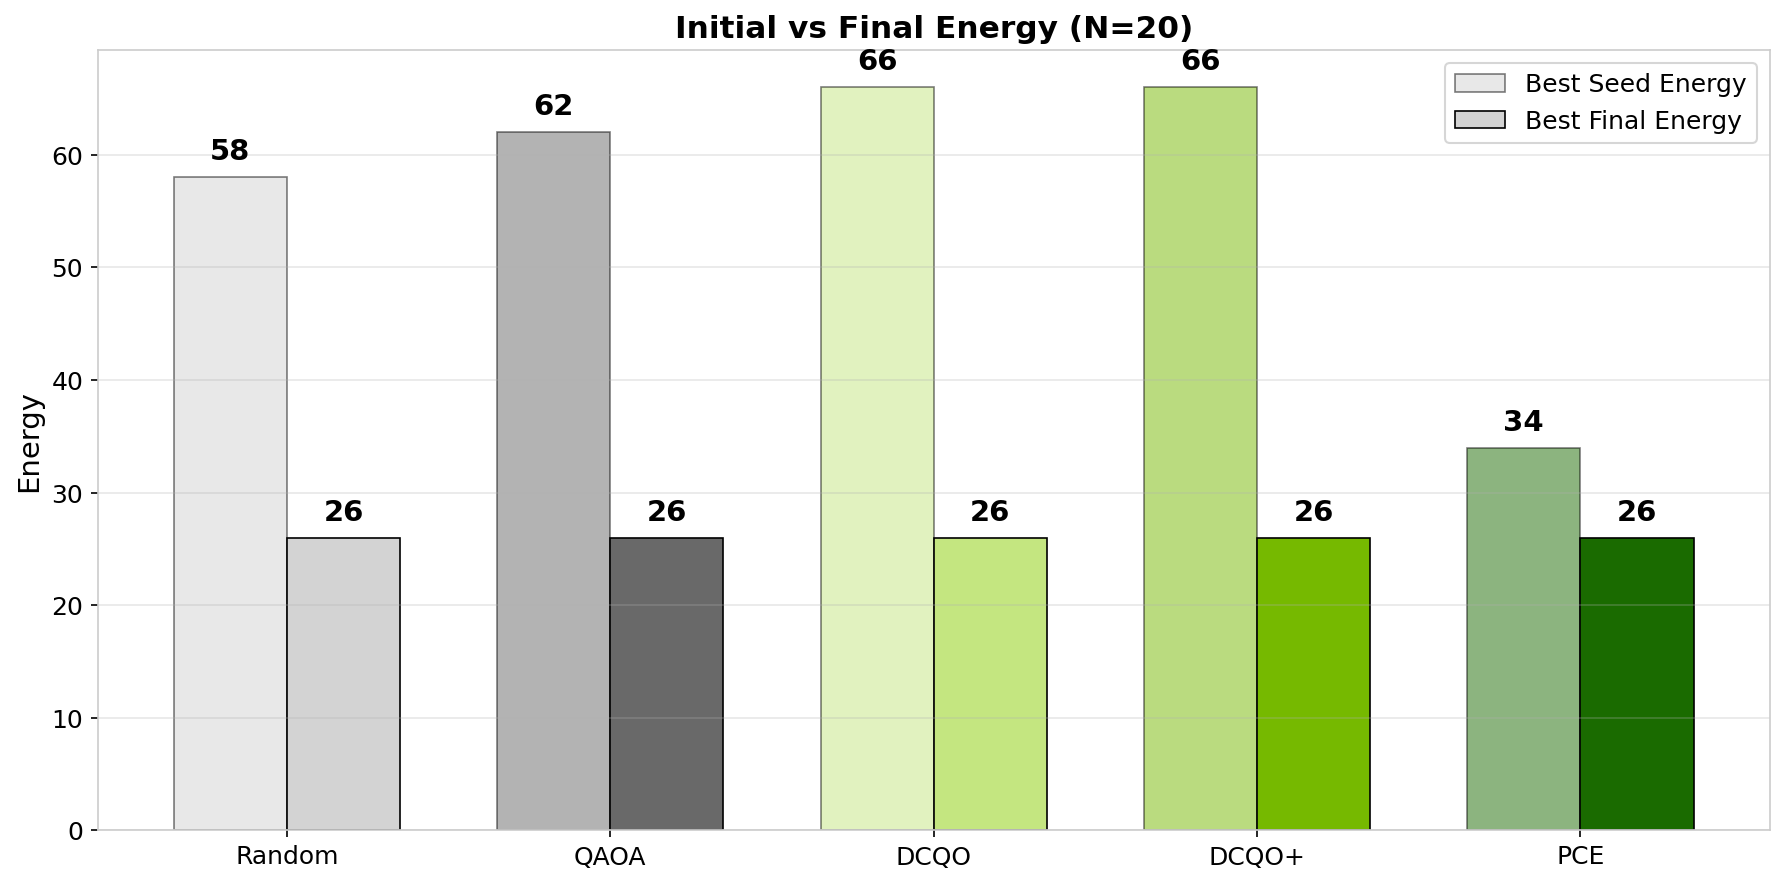 Initial vs Final Energy (N=20)
Best Seed Energy
Best Final Energy
Energy
60
50
40
30
20
10
0
58
26
62
26
66
26
66
26
34
26
Random
QAOA
DCQO
DCQO+
PCE